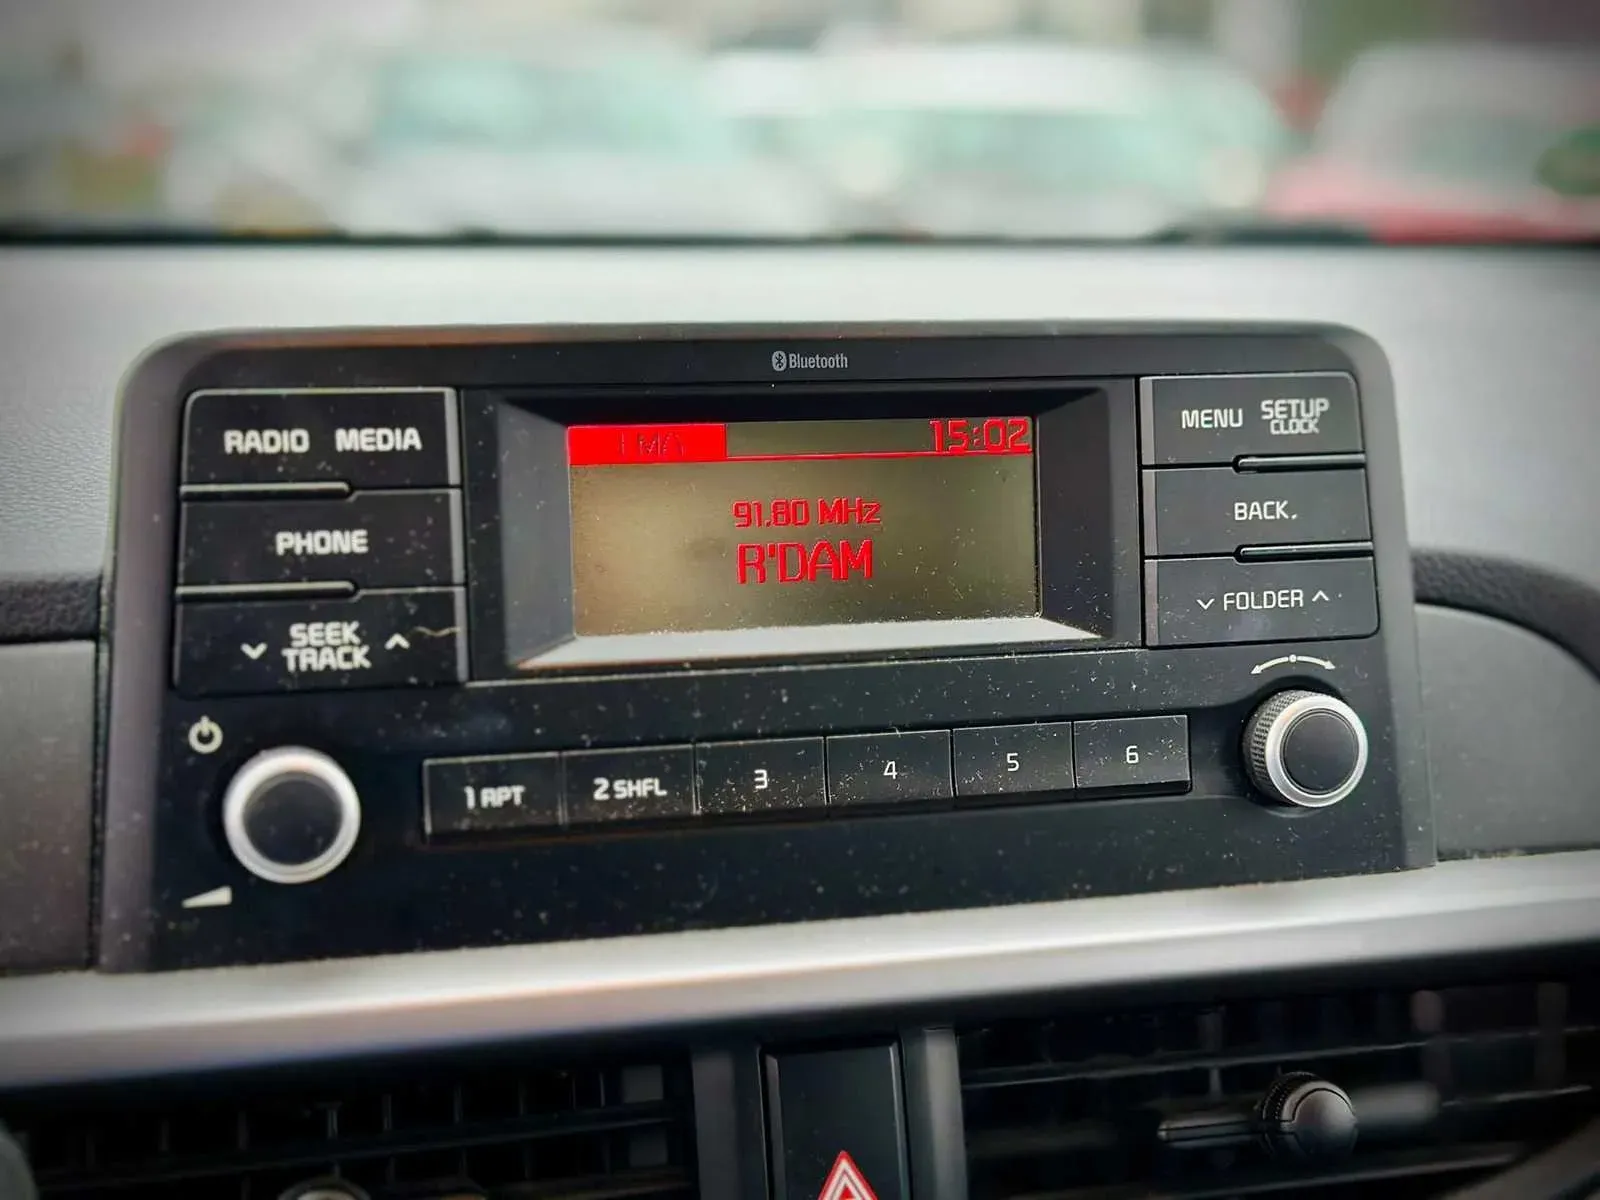 Bluetooth
RADIO MEDIA
FMA 15:02
MENU SETUP
CLOCK
91.80 MHz
BACK.
PHONE
R'DAM
FOLDER
SEEK
TRACK
1 RPT 2 SHFL 3 4 5 6